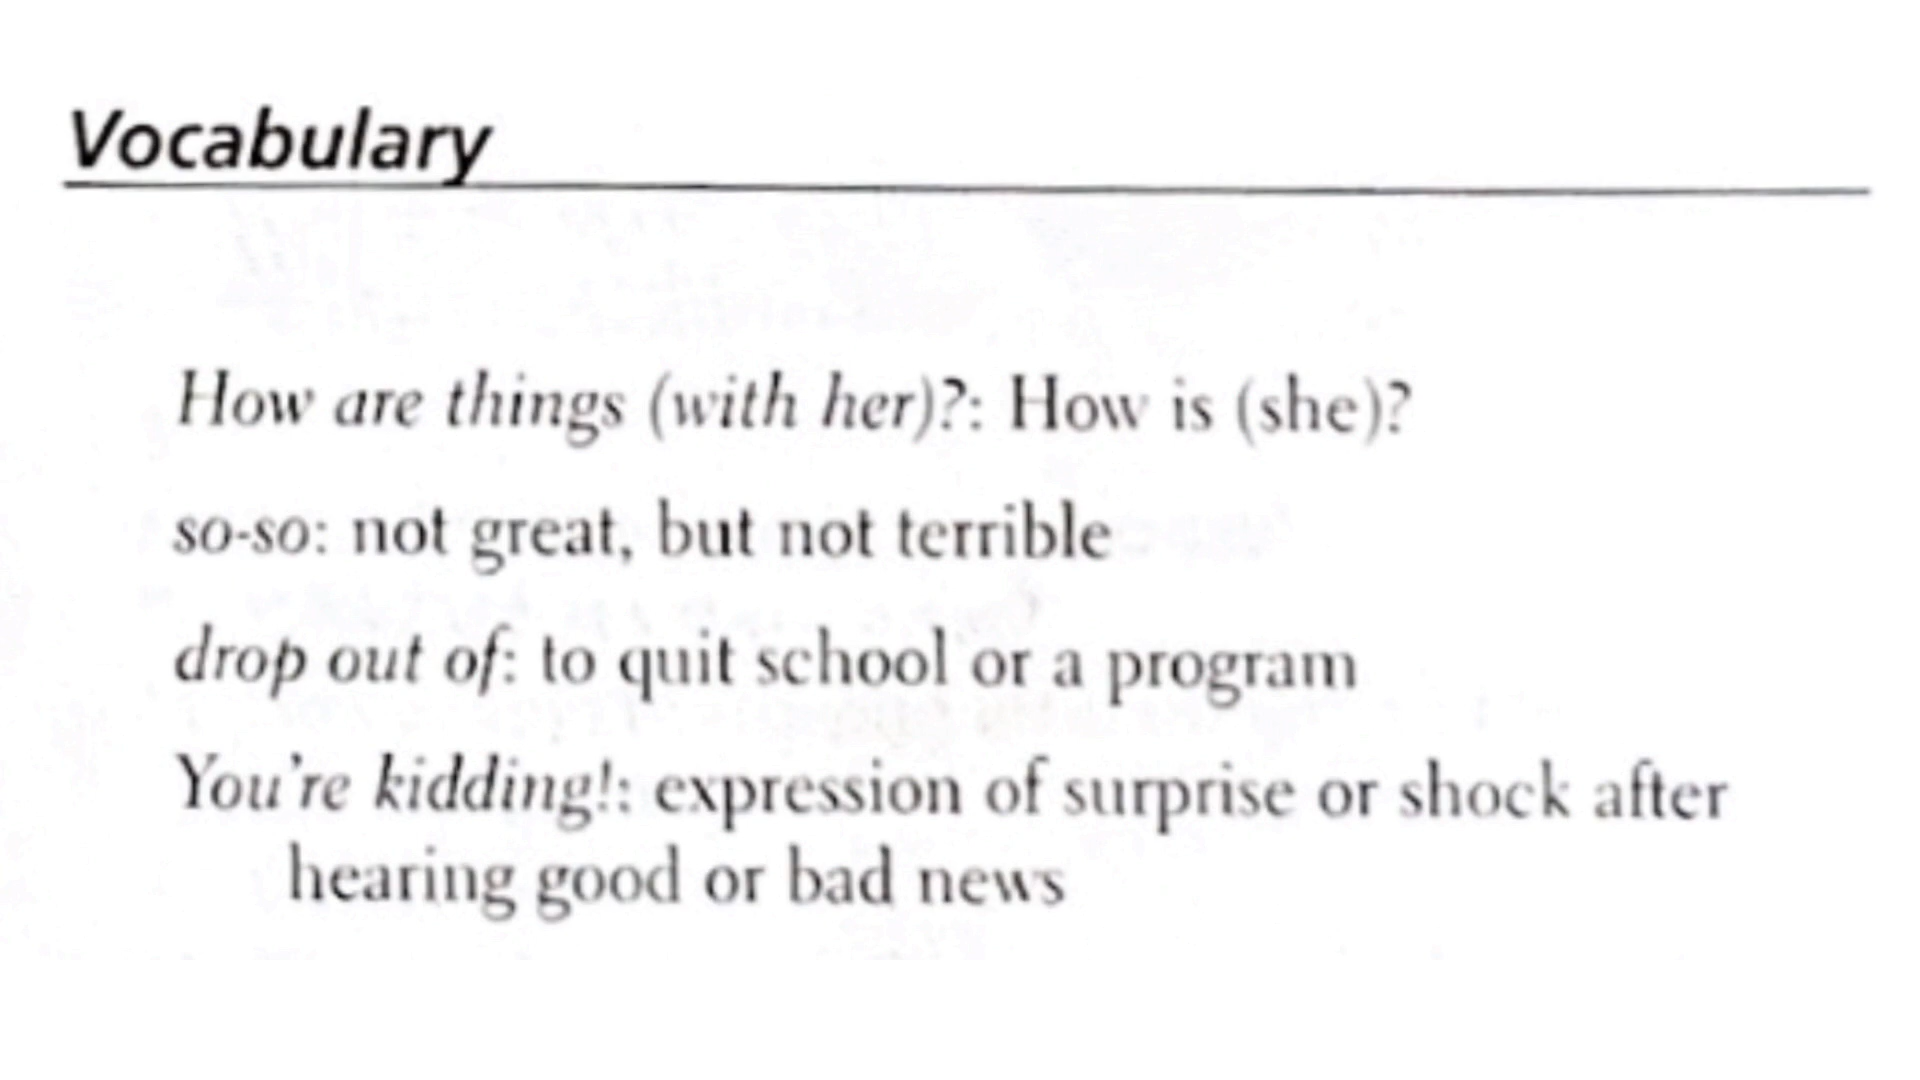 Vocabulary
How are things (with her)?: How is (she)?
so-so: not great, but not terrible
drop out of: to quit school or a program
You're kidding!: expression of surprise or shock after
hearing good or bad news